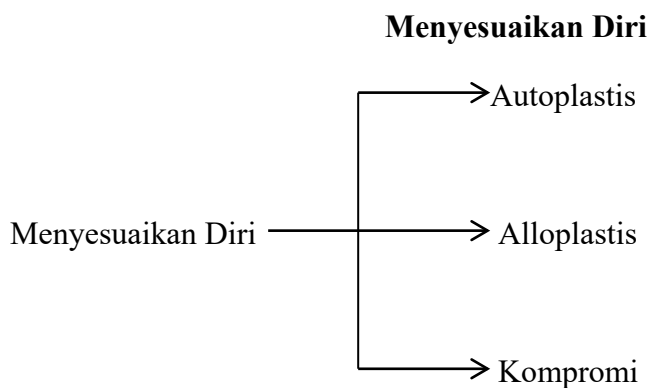 Menyesuaikan Diri
Autoplastis
Menyesuaikan Diri
Alloplastis
Kompromi